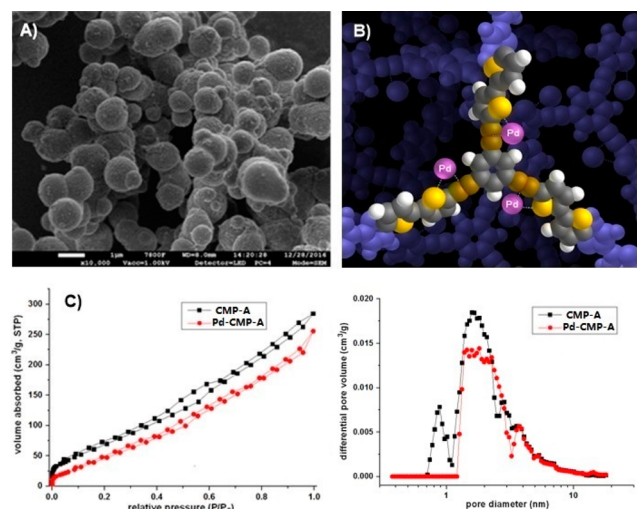 A)
1µm 7800F WD=8.0mm 14:20:28 12/28/2016
x10,000 Vacc=1.00kV Detector=LED PC=4 Mode=SEM
B)
Pd
Pd
Pd
C)
CMP-A
Pd-CMP-A
volume absorbed (cm³/g, STP)
300
250
200
150
100
50
0
0.0 0.2 0.4 0.6 0.8 1.0
relative pressure (P/P
CMP-A
Pd-CMP-A
differential pore volume (cm³/g)
0.020
0.015
0.010
0.005
0.000
1 10
pore diameter (nm)